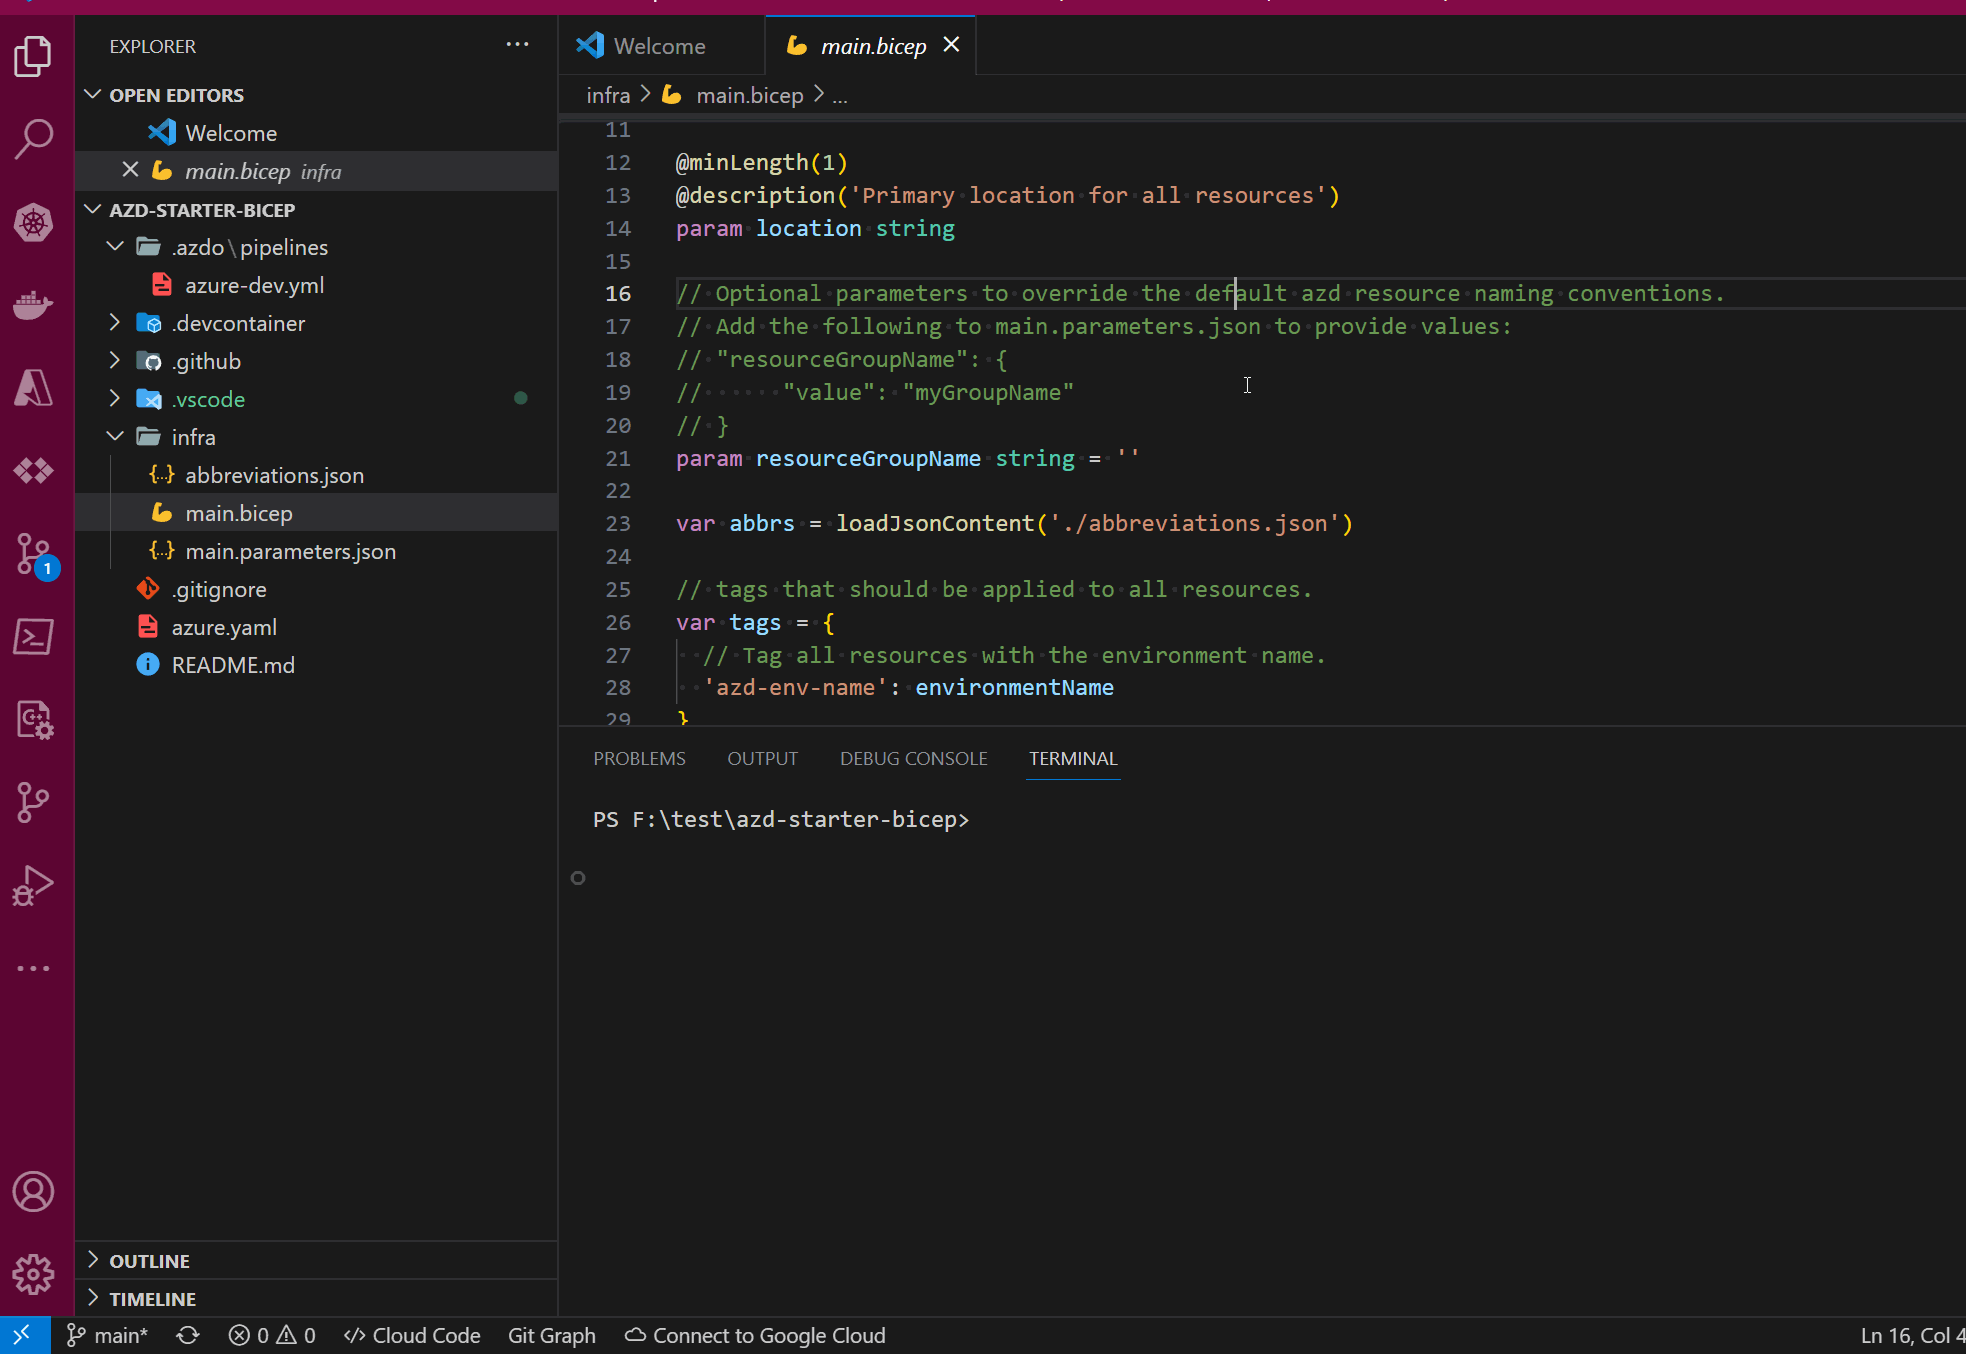 EXPLORER
OPEN EDITORS
Welcome
main.bicep infra
AZD-STARTER-BICEP
.azdo\pipelines
azure-dev.yml
.devcontainer
.github
.vscode
infra
abbreviations.json
main.bicep
main.parameters.json
.gitignore
azure.yaml
README.md
OUTLINE
TIMELINE
1
Welcome
main.bicep
infra > main.bicep > ...
11
12 @minLength(1)
13 @description('Primary location for all resources')
14 param location string
15
16 // Optional parameters to override the default azd resource naming conventions.
17 // Add the following to main.parameters.json to provide values:
18 // "resourceGroupName": {
19 //      "value": "myGroupName"
20 // }
21 param resourceGroupName string = ''
22
23 var abbrs = loadJsonContent('./abbreviations.json')
24
25 // tags that should be applied to all resources.
26 var tags = {
27   // Tag all resources with the environment name.
28   'azd-env-name': environmentName
29 }
PROBLEMS OUTPUT DEBUG CONSOLE TERMINAL
PS F:\test\azd-starter-bicep>
main* 0 0 Cloud Code Git Graph Connect to Google Cloud Ln 16, Col 4